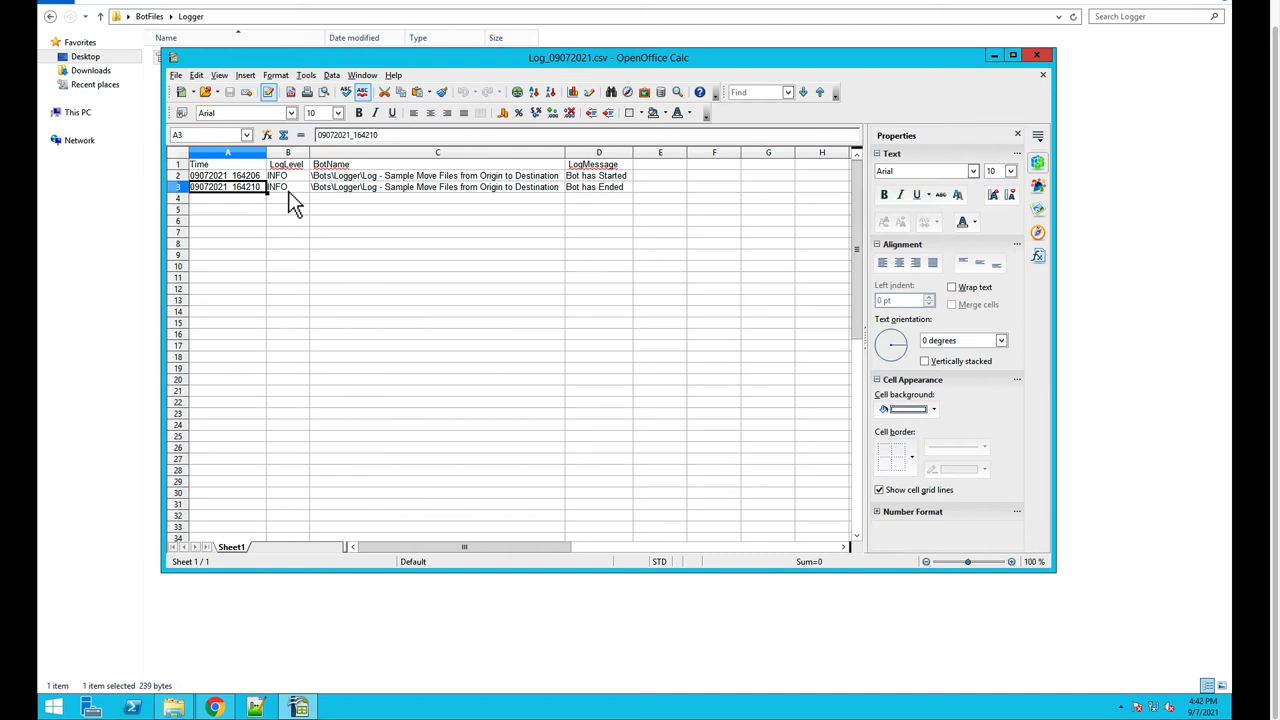 BotFiles
Logger
Search Logger
Favorites
Desktop
Downloads
Recent places
This PC
Network
Name
Date modified
Type
Size
Log_09072021.csv - OpenOffice Calc
File Edit View Insert Format Tools Data Window Help
Find
Arial
10
A3
09072021_164210
A B C D E F G H
1 Time LogLevel BotName LogMessage
2 09072021_164206 INFO \Bots\Logger\Log - Sample Move Files from Origin to Destination Bot has Started
3 09072021_164210 INFO \Bots\Logger\Log - Sample Move Files from Origin to Destination Bot has Ended
4
5
6
7
8
9
10
11
12
13
14
15
16
17
18
19
20
21
22
23
24
25
26
27
28
29
30
31
32
33
34
Sheet1
Sheet 1 / 1
Default
STD
Sum=0
100 %
Properties
Text
Arial
10
Alignment
Left indent:
0 pt
Wrap text
Merge cells
Text orientation:
0 degrees
Vertically stacked
Cell Appearance
Cell background:
Cell border:
Show cell grid lines
Number Format
1 item
1 item selected 239 bytes
4:42 PM
9/7/2021